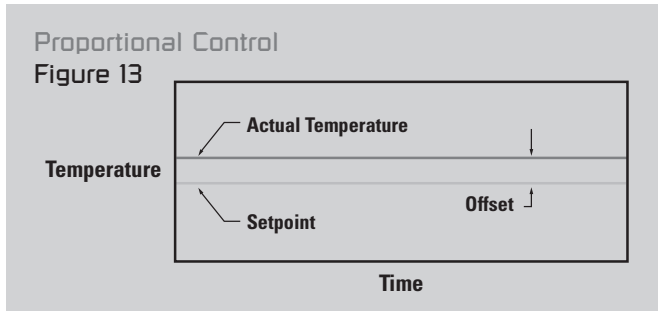 Proportional Control
Figure 13
Actual Temperature
Temperature
Offset
Setpoint
Time